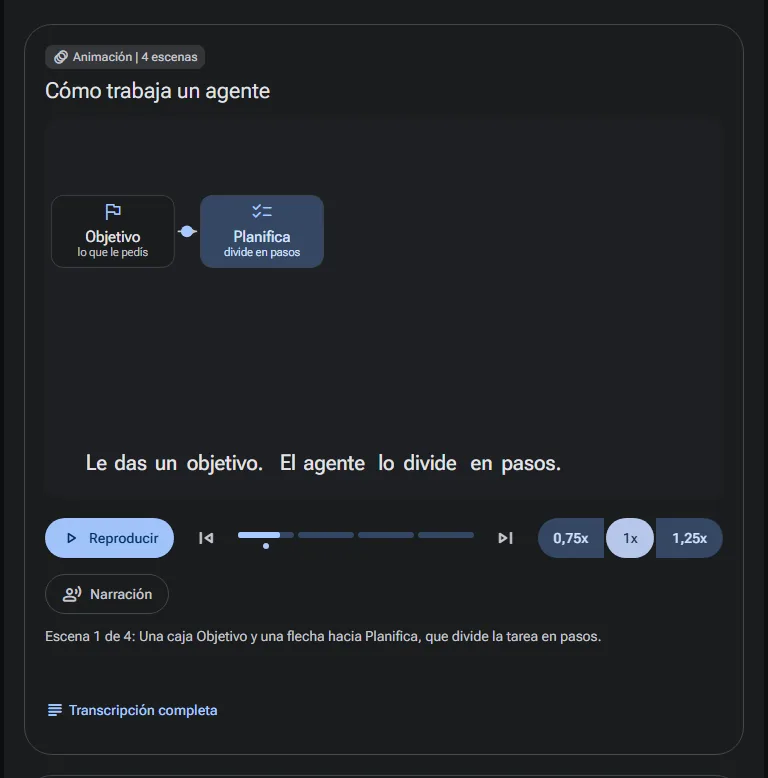 Animación | 4 escenas
Cómo trabaja un agente
Objetivo
lo que le pedís
Planifica
divide en pasos
Le das un objetivo. El agente lo divide en pasos.
Reproducir
0,75x
1x
1,25x
Narración
Escena 1 de 4: Una caja Objetivo y una flecha hacia Planifica, que divide la tarea en pasos.
Transcripción completa